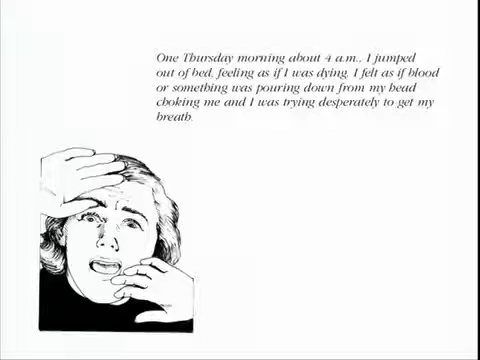 One Thursday morning about 4 a.m., I jumped
out of bed, feeling as if I was dying. I felt as if blood
or something was pouring down from my head
choking me and I was trying desperately to get my
breath.